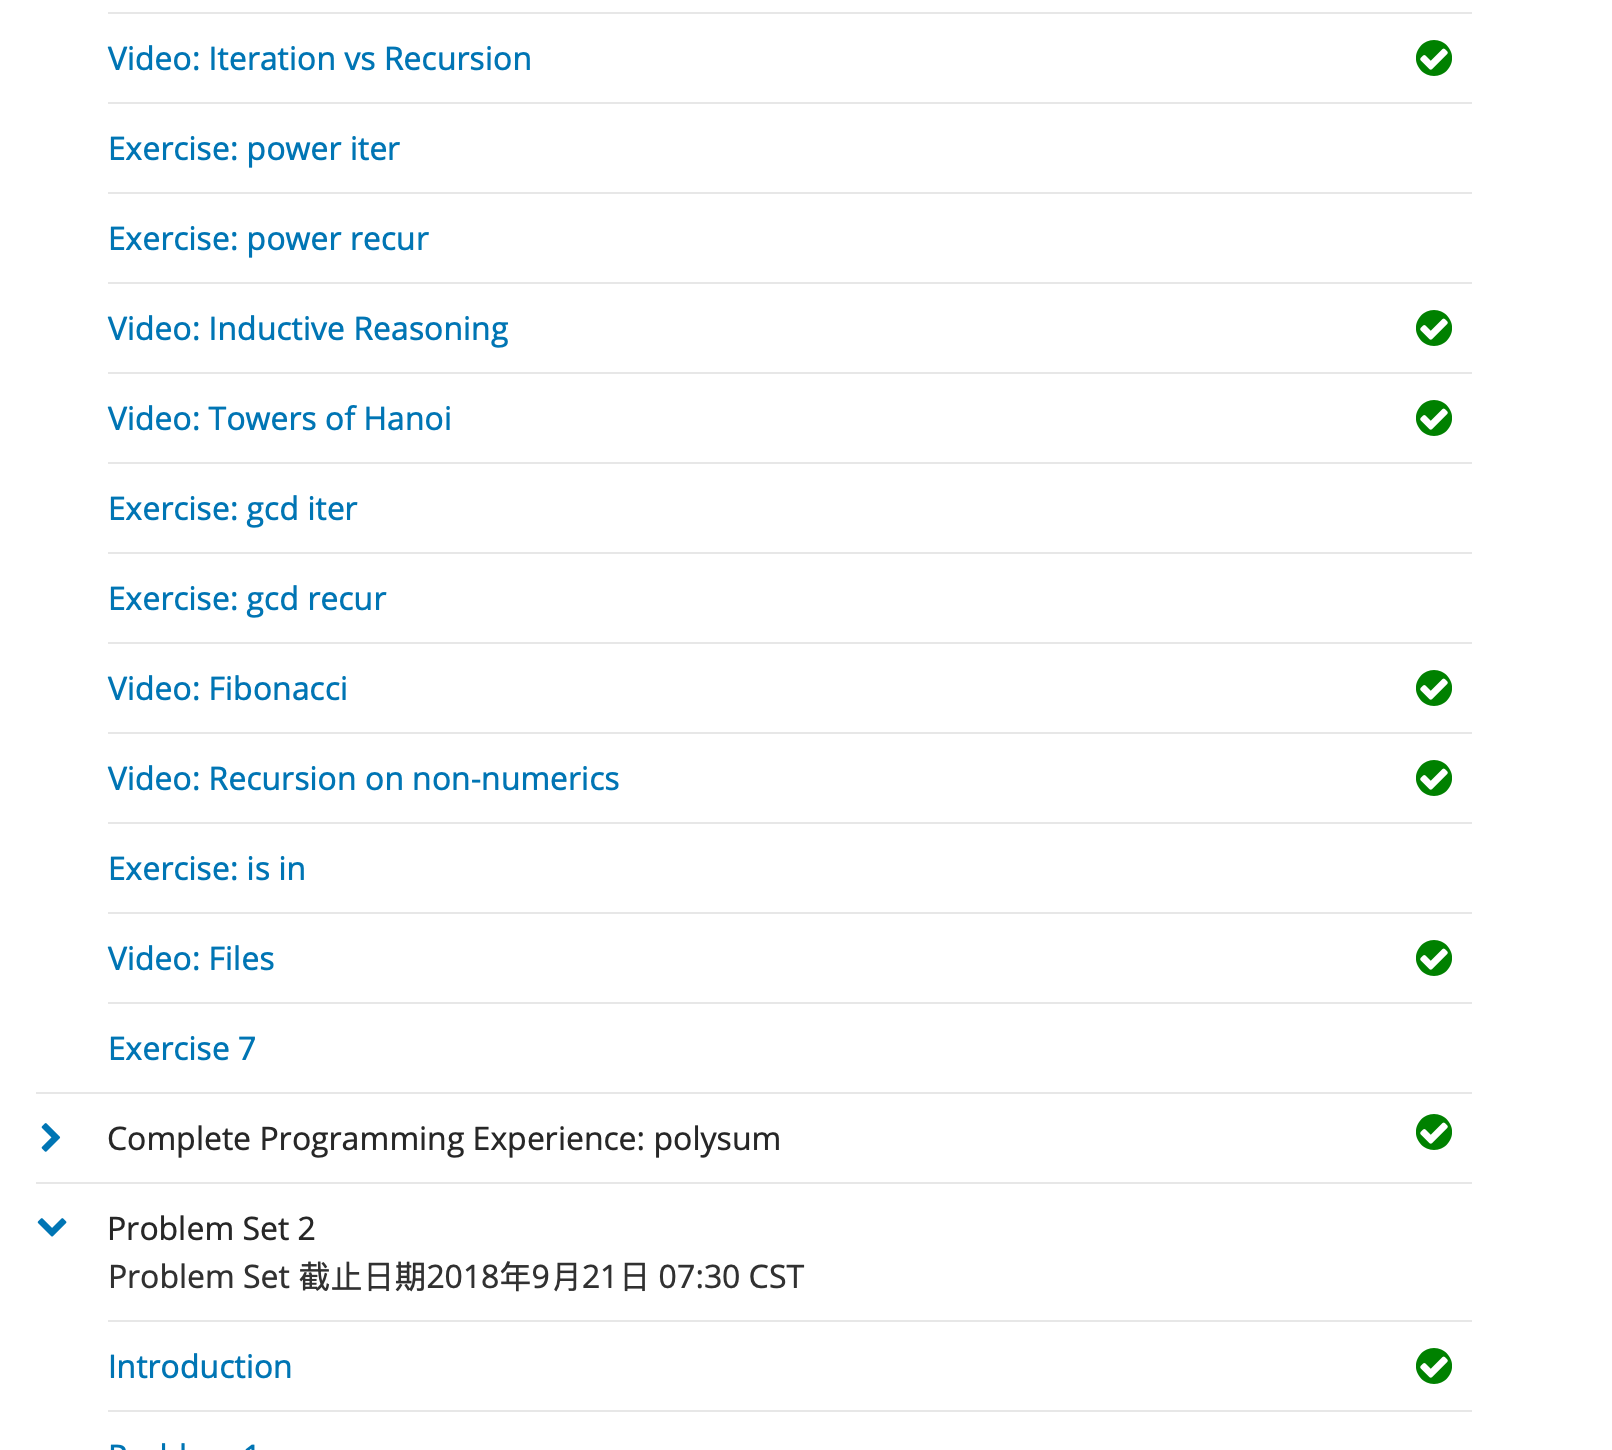 Video: Iteration vs Recursion
Exercise: power iter
Exercise: power recur
Video: Inductive Reasoning
Video: Towers of Hanoi
Exercise: gcd iter
Exercise: gcd recur
Video: Fibonacci
Video: Recursion on non-numerics
Exercise: is in
Video: Files
Exercise 7
Complete Programming Experience: polysum
Problem Set 2
Problem Set 截止日期2018年9月21日 07:30 CST
Introduction